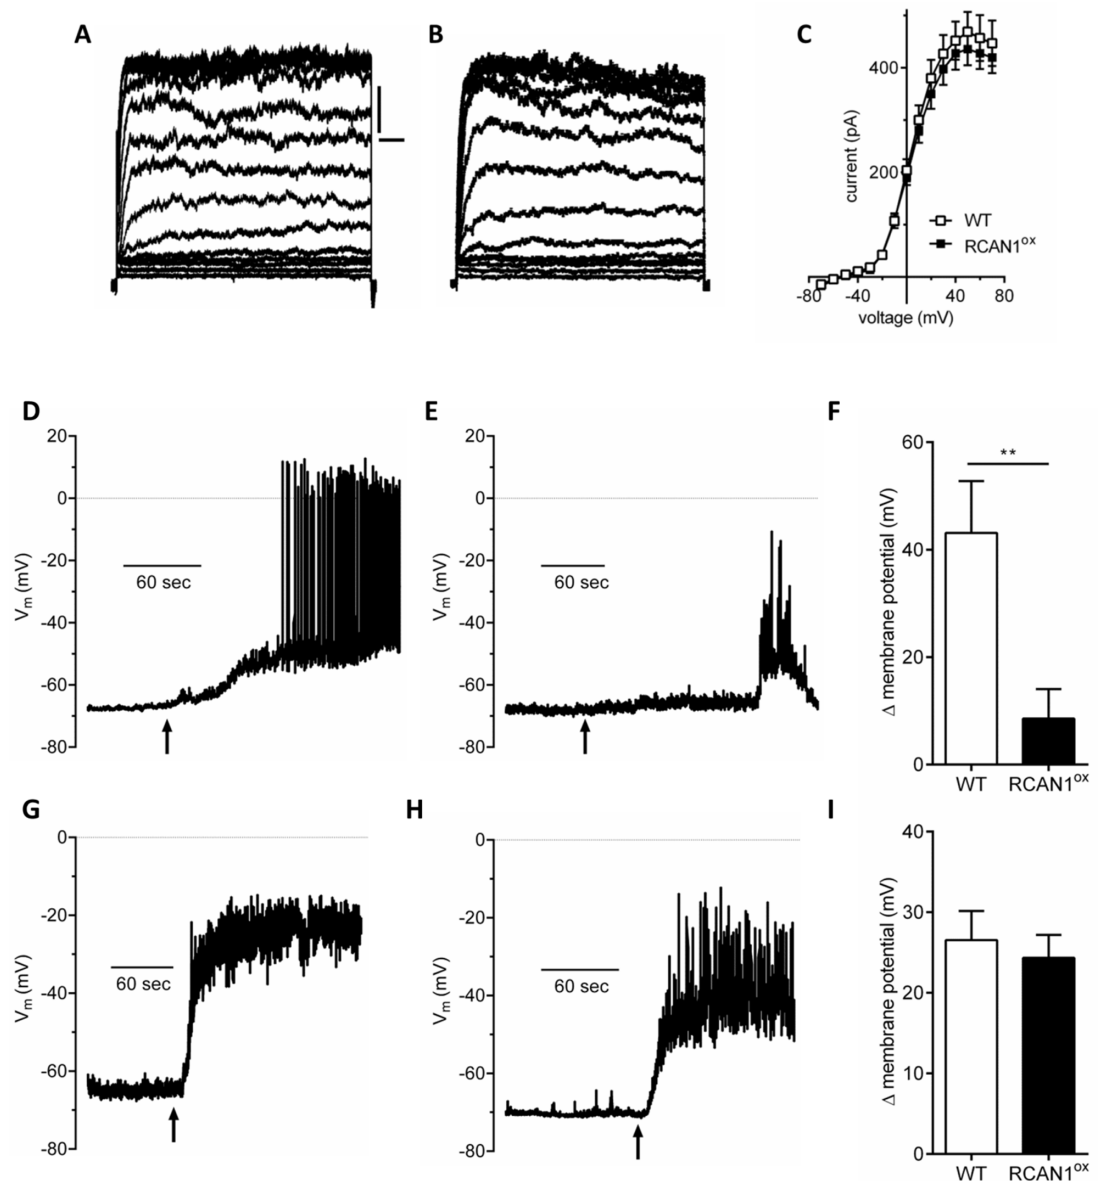 A
B
C
current (pA)
400
200
WT
RCAN1ox
-80
-40
0
40
80
voltage (mV)
D
Vm (mV)
20
0
-20
-40
-60
-80
60 sec
E
Vm (mV)
20
0
-20
-40
-60
-80
60 sec
F
Δ membrane potential (mV)
60
40
20
0
**
WT
RCAN1ox
G
Vm (mV)
0
-20
-40
-60
-80
60 sec
H
Vm (mV)
0
-20
-40
-60
-80
60 sec
I
Δ membrane potential (mV)
40
30
20
10
0
WT
RCAN1ox